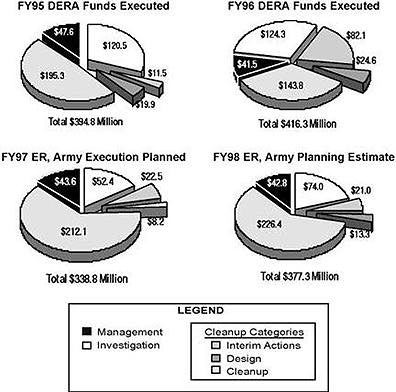 FY95 DERA Funds Executed
$47.6
$120.5
$195.3
$11.5
$19.9
Total $394.8 Million
FY96 DERA Funds Executed
$124.3
$82.1
$24.6
$41.5
$143.8
Total $416.3 Million
FY97 ER, Army Execution Planned
$43.6
$52.4
$22.5
$8.2
$212.1
Total $338.8 Million
FY98 ER, Army Planning Estimate
$42.8
$74.0
$21.0
$226.4
$13.3
Total $377.3 Million
LEGEND
Management
Investigation
Cleanup Categories
Interim Actions
Design
Cleanup